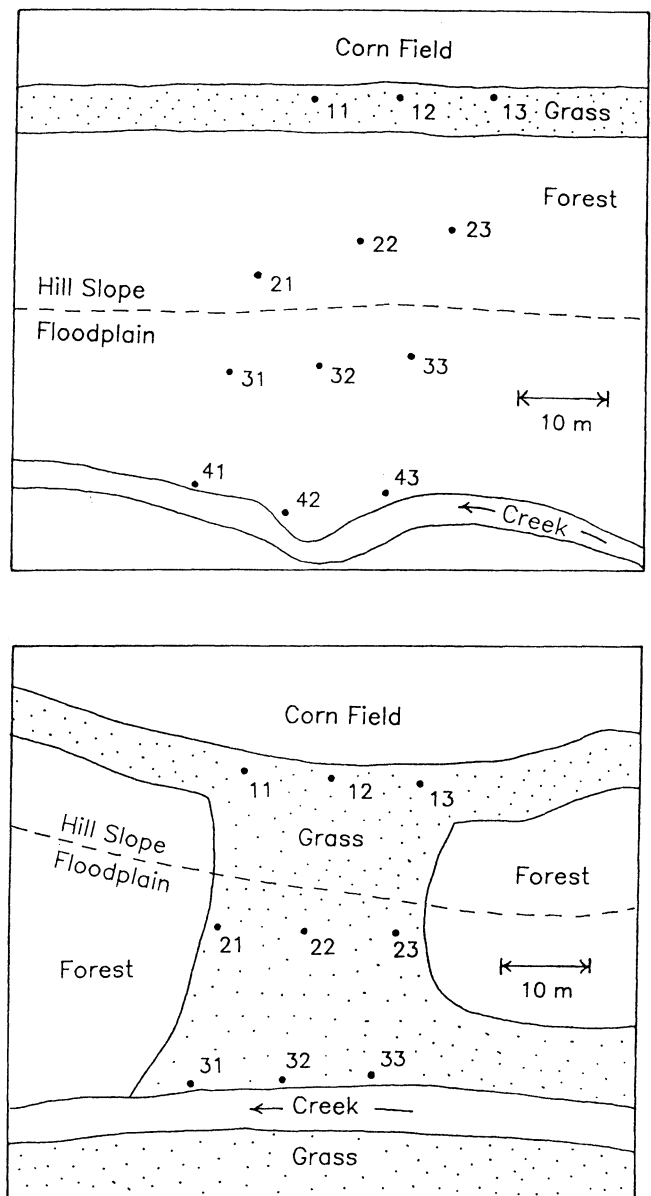 Corn Field
11 12 13 Grass
Forest
22 23
21
Hill Slope
Floodplain
31 32 33
10 m
41 42 43
Creek
Corn Field
11 12 13
Hill Slope
Grass
Floodplain
Forest
21 22 23
Forest
10 m
31 32 33
Creek
Grass